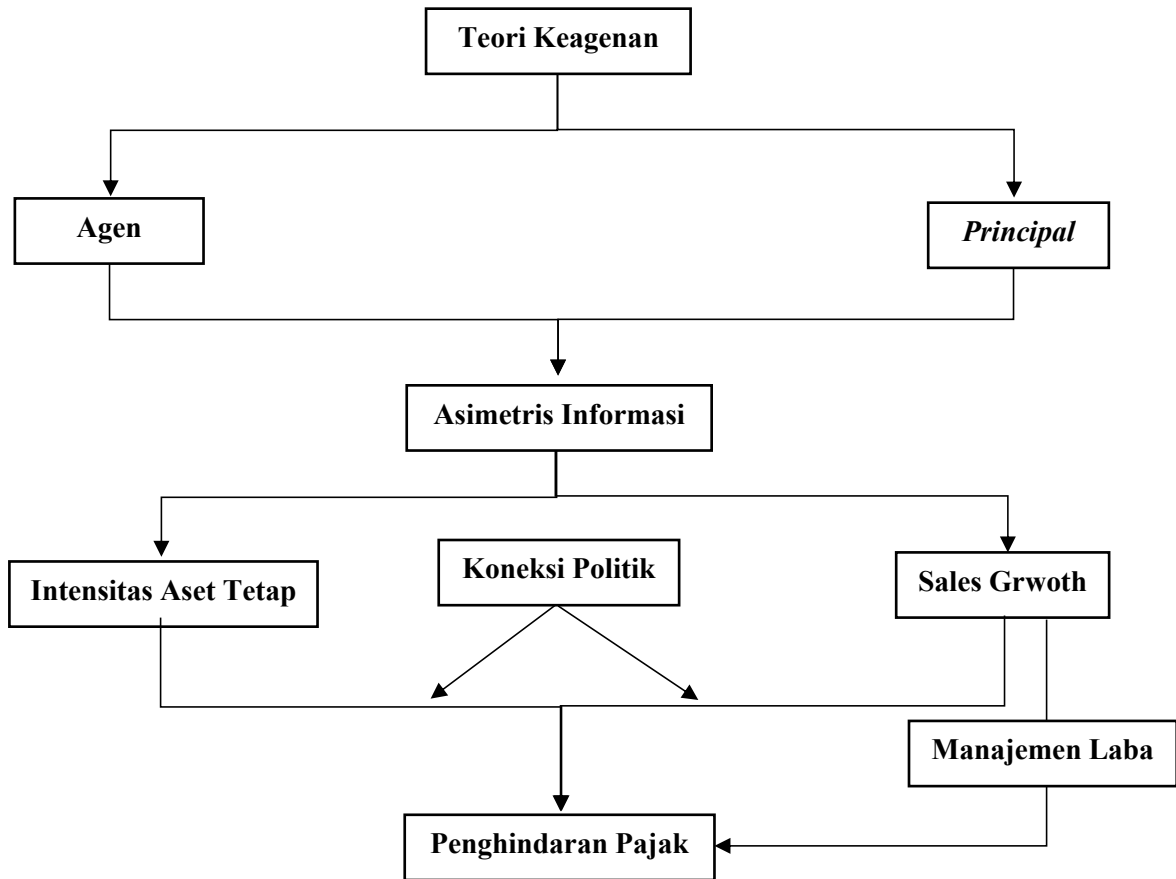 Teori Keagenan
Agen
Principal
Asimetris Informasi
Intensitas Aset Tetap
Koneksi Politik
Sales Grwoth
Manajemen Laba
Penghindaran Pajak